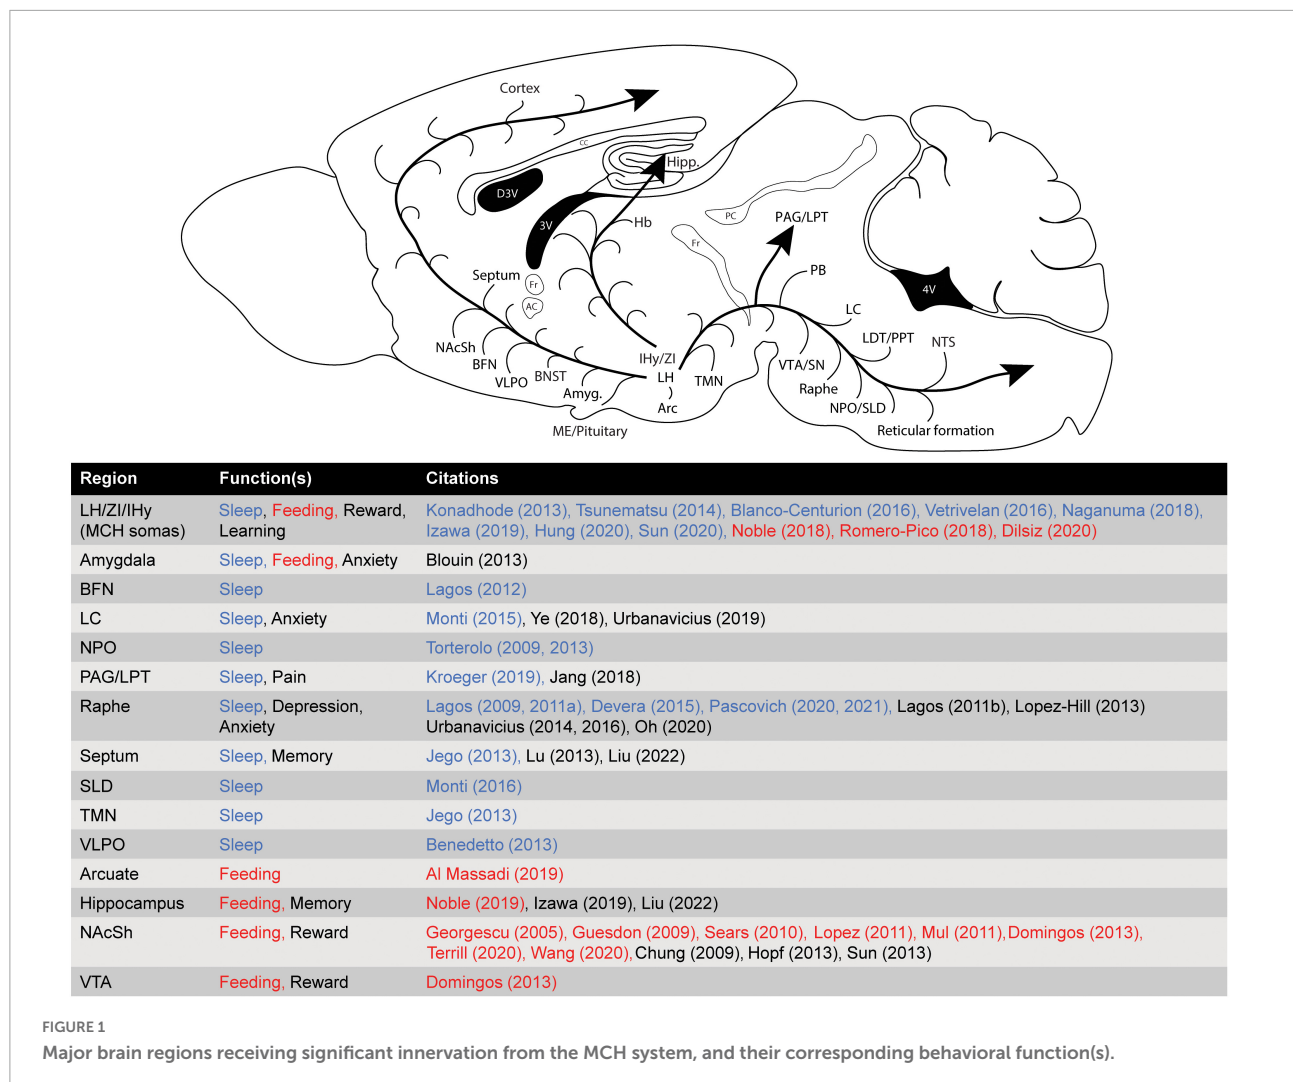 Cortex
CC
Hipp.
D3V
3V
Hb
PC
PAG/LPT
Fr
Septum
Fr
AC
PB
4V
LC
NAcSh
BFN
VLPO
BNST
Amyg.
IHy/ZI
LH
Arc
TMN
VTA/SN
LDT/PPT
NTS
Raphe
NPO/SLD
Reticular formation
ME/Pituitary
Region Function(s) Citations
LH/ZI/IHy Sleep, Feeding, Reward, Konadhode (2013), Tsunematsu (2014), Blanco-Centurion (2016), Vetrivelan (2016), Naganuma (2018),
(MCH somas) Learning Izawa (2019), Hung (2020), Sun (2020), Noble (2018), Romero-Pico (2018), Dilsiz (2020)
Amygdala Sleep, Feeding, Anxiety Blouin (2013)
BFN Sleep Lagos (2012)
LC Sleep, Anxiety Monti (2015), Ye (2018), Urbanavicius (2019)
NPO Sleep Torterolo (2009, 2013)
PAG/LPT Sleep, Pain Kroeger (2019), Jang (2018)
Raphe Sleep, Depression, Lagos (2009, 2011a), Devera (2015), Pascovich (2020, 2021), Lagos (2011b), Lopez-Hill (2013)
Anxiety Urbanavicius (2014, 2016), Oh (2020)
Septum Sleep, Memory Jego (2013), Lu (2013), Liu (2022)
SLD Sleep Monti (2016)
TMN Sleep Jego (2013)
VLPO Sleep Benedetto (2013)
Arcuate Feeding Al Massadi (2019)
Hippocampus Feeding, Memory Noble (2019), Izawa (2019), Liu (2022)
NAcSh Feeding, Reward Georgescu (2005), Guesdon (2009), Sears (2010), Lopez (2011), Mul (2011), Domingos (2013),
Terrill (2020), Wang (2020), Chung (2009), Hopf (2013), Sun (2013)
VTA Feeding, Reward Domingos (2013)
FIGURE 1
Major brain regions receiving significant innervation from the MCH system, and their corresponding behavioral function(s).